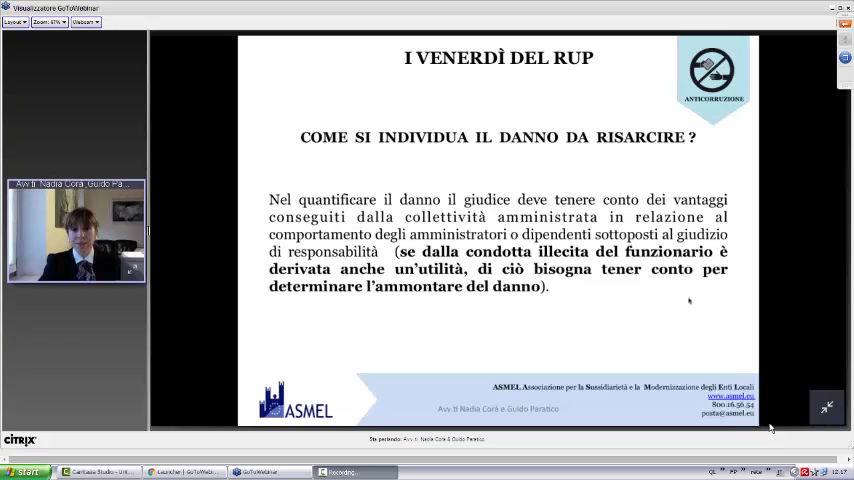 Visualizzatore GoToWebinar
Layout Zoom: 67% Webcam
Avv.ti Nadia Corà_Guido Pa...
I VENERDÌ DEL RUP
ANTICORRUZIONE
COME SI INDIVIDUA IL DANNO DA RISARCIRE ?
Nel quantificare il danno il giudice deve tenere conto dei vantaggi
conseguiti dalla collettività amministrata in relazione al
comportamento degli amministratori o dipendenti sottoposti al giudizio
di responsabilità (se dalla condotta illecita del funzionario è
derivata anche un'utilità, di ciò bisogna tener conto per
determinare l'ammontare del danno).
ASMEL
Avv.ti Nadia Corà e Guido Paratico
ASMEL Associazione per la Sussidiarietà e la Modernizzazione degli Enti Locali
www.asmel.eu
800.16.56.54
posta@asmel.eu
CITRIX
Sta parlando: Avv.ti Nadia Corà & Guido Paratico
start Camtasia Studio - Unt... Launcher | GoToWebi... GoToWebinar Recording... QL FP rete IT 12.17